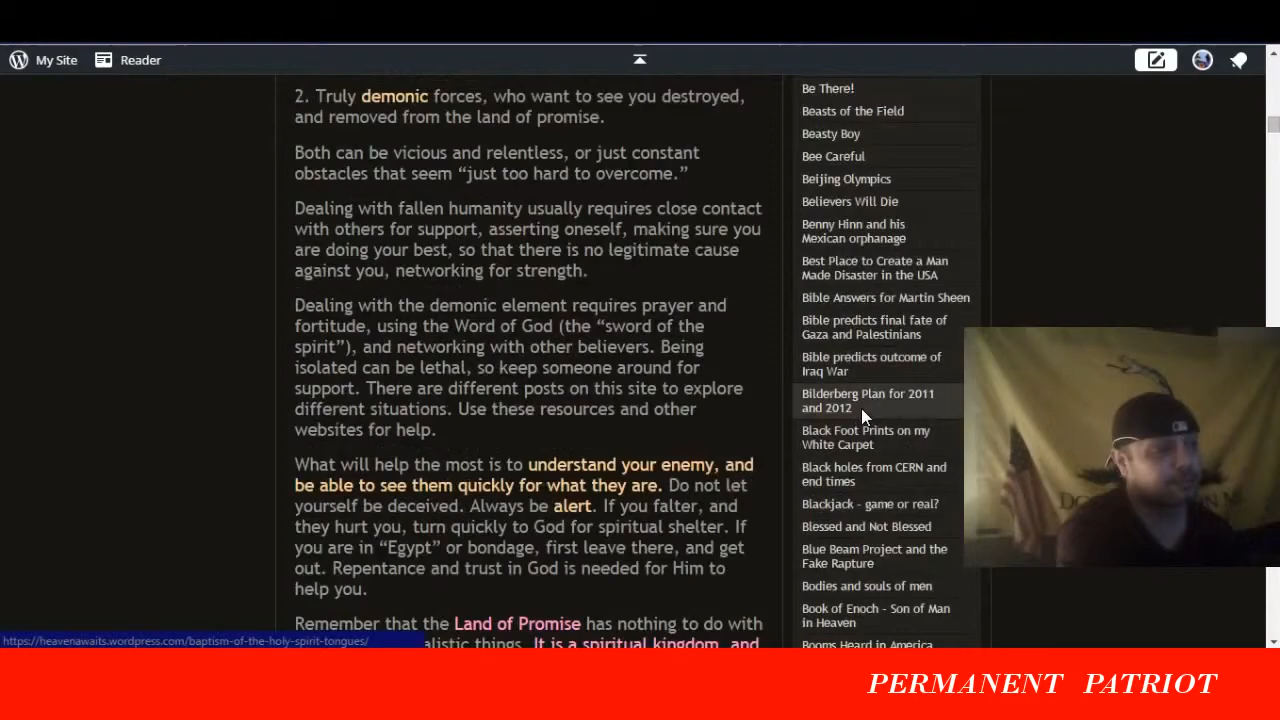 My Site
Reader
2. Truly demonic forces, who want to see you destroyed,
and removed from the land of promise.
Both can be vicious and relentless, or just constant
obstacles that seem “just too hard to overcome.”
Dealing with fallen humanity usually requires close contact
with others for support, asserting oneself, making sure you
are doing your best, so that there is no legitimate cause
against you, networking for strength.
Dealing with the demonic element requires prayer and
fortitude, using the Word of God (the “sword of the
spirit”), and networking with other believers. Being
isolated can be lethal, so keep someone around for
support. There are different posts on this site to explore
different situations. Use these resources and other
websites for help.
What will help the most is to understand your enemy, and
be able to see them quickly for what they are. Do not let
yourself be deceived. Always be alert. If you falter, and
they hurt you, turn quickly to God for spiritual shelter. If
you are in “Egypt” or bondage, first leave there, and get
out. Repentance and trust in God is needed for Him to
help you.
Remember that the Land of Promise has nothing to do with
alistic things. It is a spiritual kingdom, and
Be There!
Beasts of the Field
Beasty Boy
Bee Careful
Beijing Olympics
Believers Will Die
Benny Hinn and his
Mexican orphanage
Best Place to Create a Man
Made Disaster in the USA
Bible Answers for Martin Sheen
Bible predicts final fate of
Gaza and Palestinians
Bible predicts outcome of
Iraq War
Bilderberg Plan for 2011
and 2012
Black Foot Prints on my
White Carpet
Black holes from CERN and
end times
Blackjack - game or real?
Blessed and Not Blessed
Blue Beam Project and the
Fake Rapture
Bodies and souls of men
Book of Enoch - Son of Man
in Heaven
Booms Heard in America
https://heavenawaits.wordpress.com/baptism-of-the-holy-spirit-tongues/
PERMANENT PATRIOT